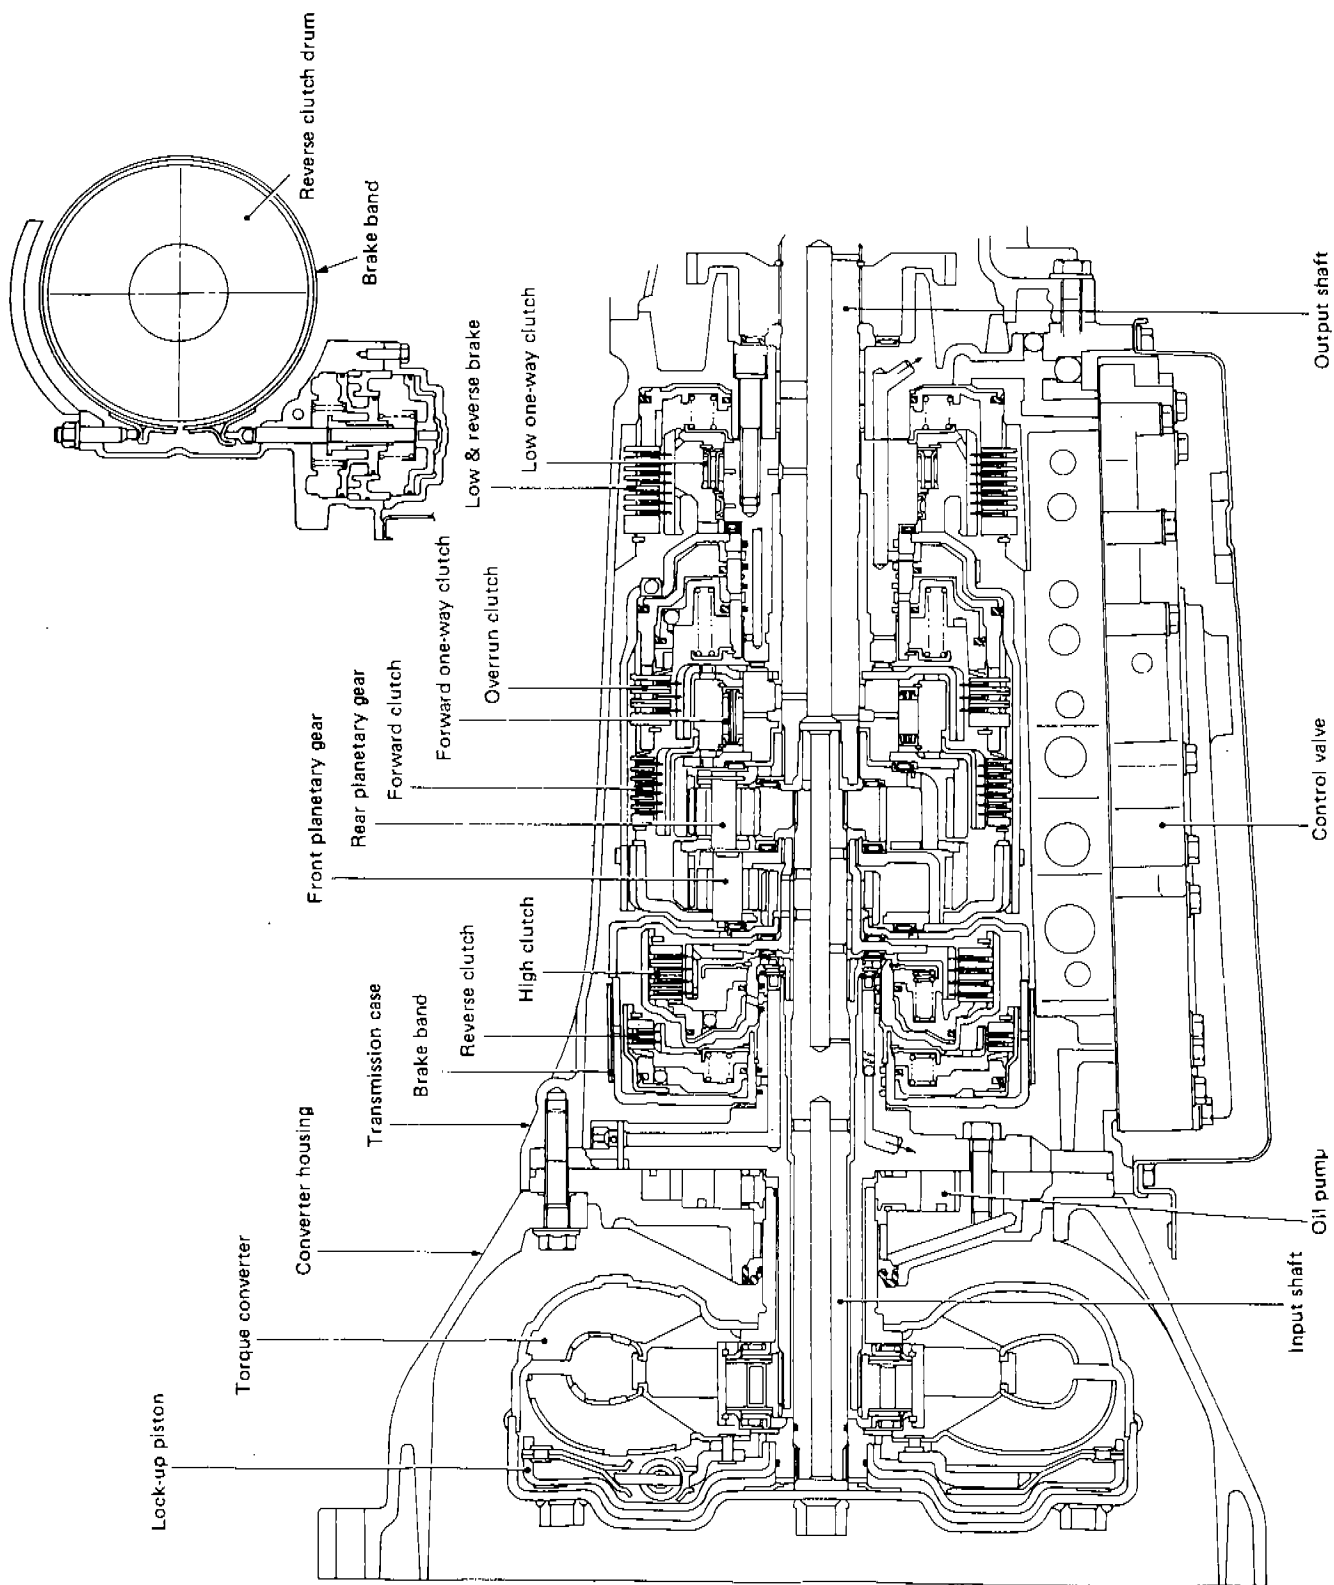 Lock-up piston
Torque converter
Converter housing
Transmission case
Brake band
Reverse clutch
High clutch
Front planetary gear
Rear planetary gear
Forward clutch
Forward one-way clutch
Overrun clutch
Low & reverse brake
Low one-way clutch
Brake band
Reverse clutch drum
Input shaft
Oil pump
Control valve
Output shaft